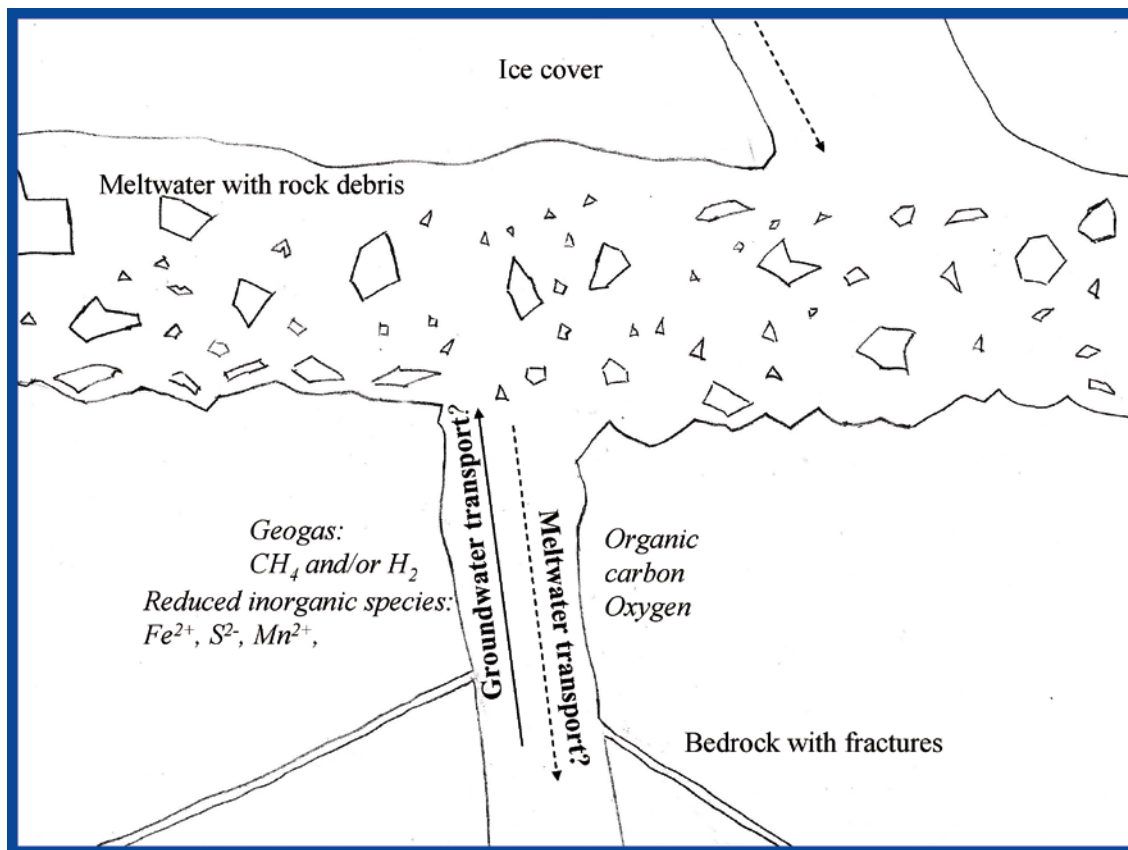 Ice cover
Meltwater with rock debris
Groundwater transport?
Meltwater transport?
Geogas:
CH₄ and/or H₂
Reduced inorganic species:
Fe²⁺, S²⁻, Mn²⁺,
Organic
carbon
Oxygen
Bedrock with fractures